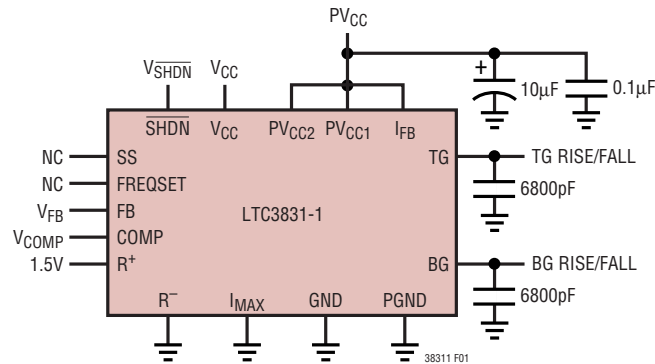 PVCC
VSHDN VCC
10µF 0.1µF
SHDN VCC PVCC2 PVCC1 IFB
NC SS TG TG RISE/FALL
NC FREQSET 6800pF
VFB FB LTC3831-1
VCOMP COMP
1.5V R+ BG BG RISE/FALL
R– IMAX GND PGND 6800pF
38311 F01